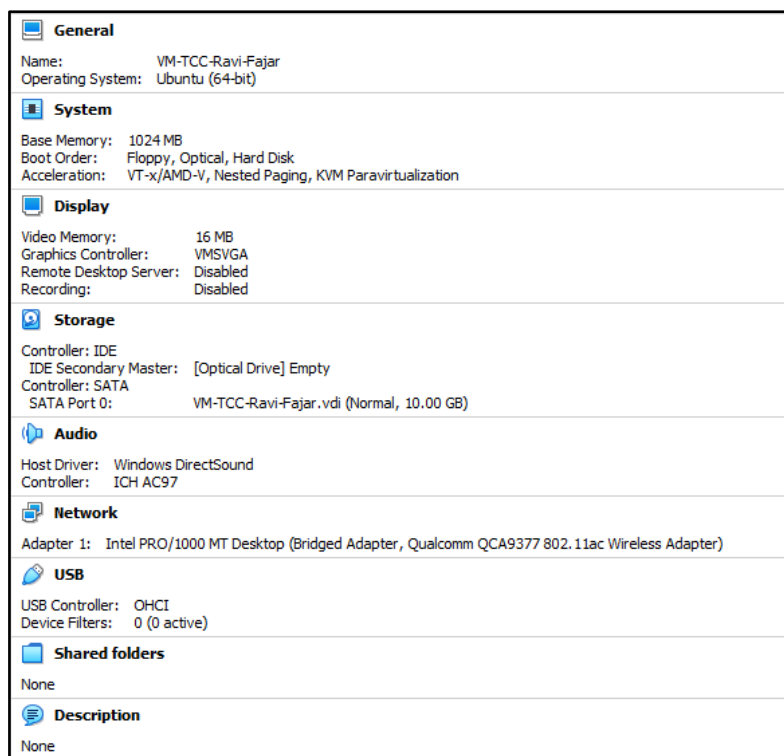 General
Name: VM-TCC-Ravi-Fajar
Operating System: Ubuntu (64-bit)
System
Base Memory: 1024 MB
Boot Order: Floppy, Optical, Hard Disk
Acceleration: VT-x/AMD-V, Nested Paging, KVM Paravirtualization
Display
Video Memory: 16 MB
Graphics Controller: VMSVGA
Remote Desktop Server: Disabled
Recording: Disabled
Storage
Controller: IDE
IDE Secondary Master: [Optical Drive] Empty
Controller: SATA
SATA Port 0: VM-TCC-Ravi-Fajar.vdi (Normal, 10.00 GB)
Audio
Host Driver: Windows DirectSound
Controller: ICH AC97
Network
Adapter 1: Intel PRO/1000 MT Desktop (Bridged Adapter, Qualcomm QCA9377 802.11ac Wireless Adapter)
USB
USB Controller: OHCI
Device Filters: 0 (0 active)
Shared folders
None
Description
None